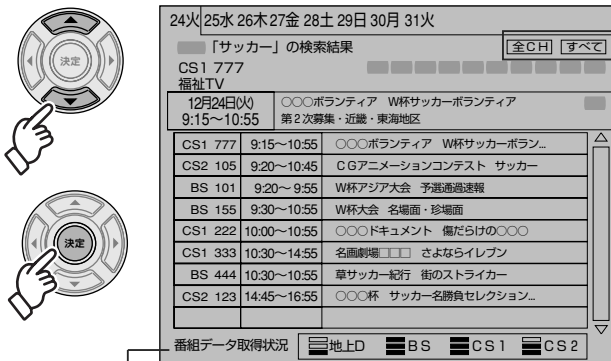 24火 25水 26木 27金 28土 29日 30月 31火
「サッカー」の検索結果
全CH すべて
CS1 777
福祉TV
12月24日(火) 9:15〜10:55
○○○ボランティア W杯サッカーボランティア
第2次募集・近畿・東海地区
CS1 777 9:15〜10:55 ○○○ボランティア W杯サッカーボラン...
CS2 105 9:20〜10:45 CGアニメーションコンテスト サッカー
BS 101 9:20〜 9:55 W杯アジア大会 予選通過速報
BS 155 9:30〜10:55 W杯大会 名場面・珍場面
CS1 222 10:00〜10:55 ○○○ドキュメント 傷だらけの○○○
CS1 333 10:30〜14:55 名画劇場□□□ さよならイレブン
BS 444 10:30〜10:55 草サッカー紀行 街のストライカー
CS2 123 14:45〜16:55 ○○○杯 サッカー名勝負セレクション...
番組データ取得状況 地上D BS CS1 CS2
決定
決定